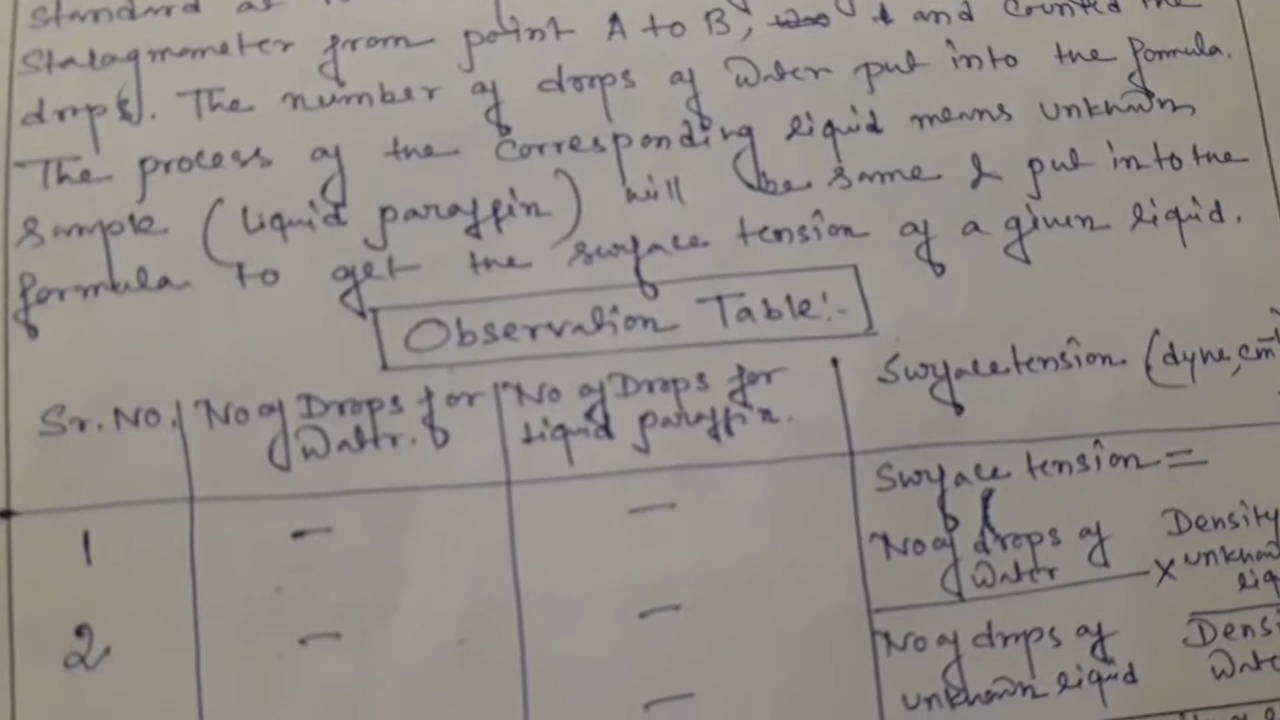 standard at
Stalagmometer from point A to B, & and counted the
drops. The number of drops of Water put into the formula.
The process of the corresponding liquid means unknown
sample (liquid paraffin) will be same & put into the
formula to get the surface tension of a given liquid.
Observation Table:-
Sr. No.
No of Drops for
Water.
No of Drops for
liquid paraffin.
Surface tension (dyne,cm
1 - -
2 - -
-
Surface tension =
No of drops of
Water
× Density
unknow
liq
No of drops of
unknown liquid
Densi
Wate